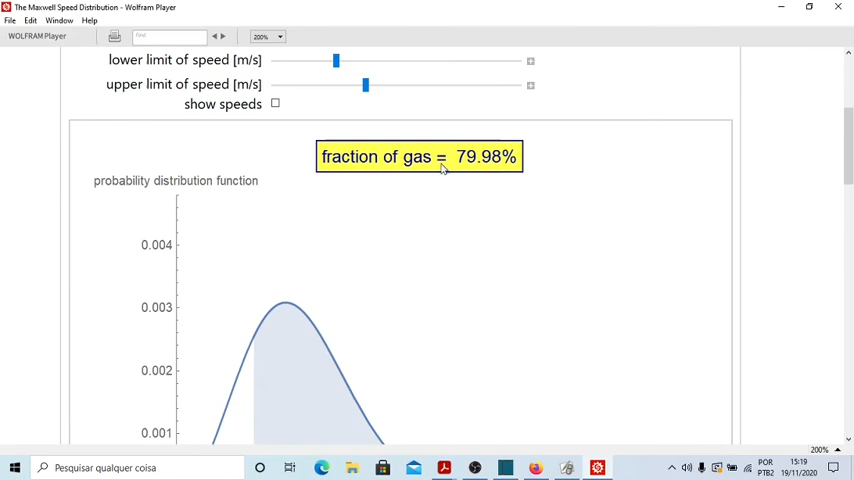 The Maxwell Speed Distribution - Wolfram Player
File Edit Window Help
WOLFRAM Player
Find
200%
lower limit of speed [m/s]
upper limit of speed [m/s]
show speeds
fraction of gas = 79.98%
probability distribution function
0.004
0.003
0.002
0.001
200%
Pesquisar qualquer coisa
POR
PTB2
15:19
19/11/2020